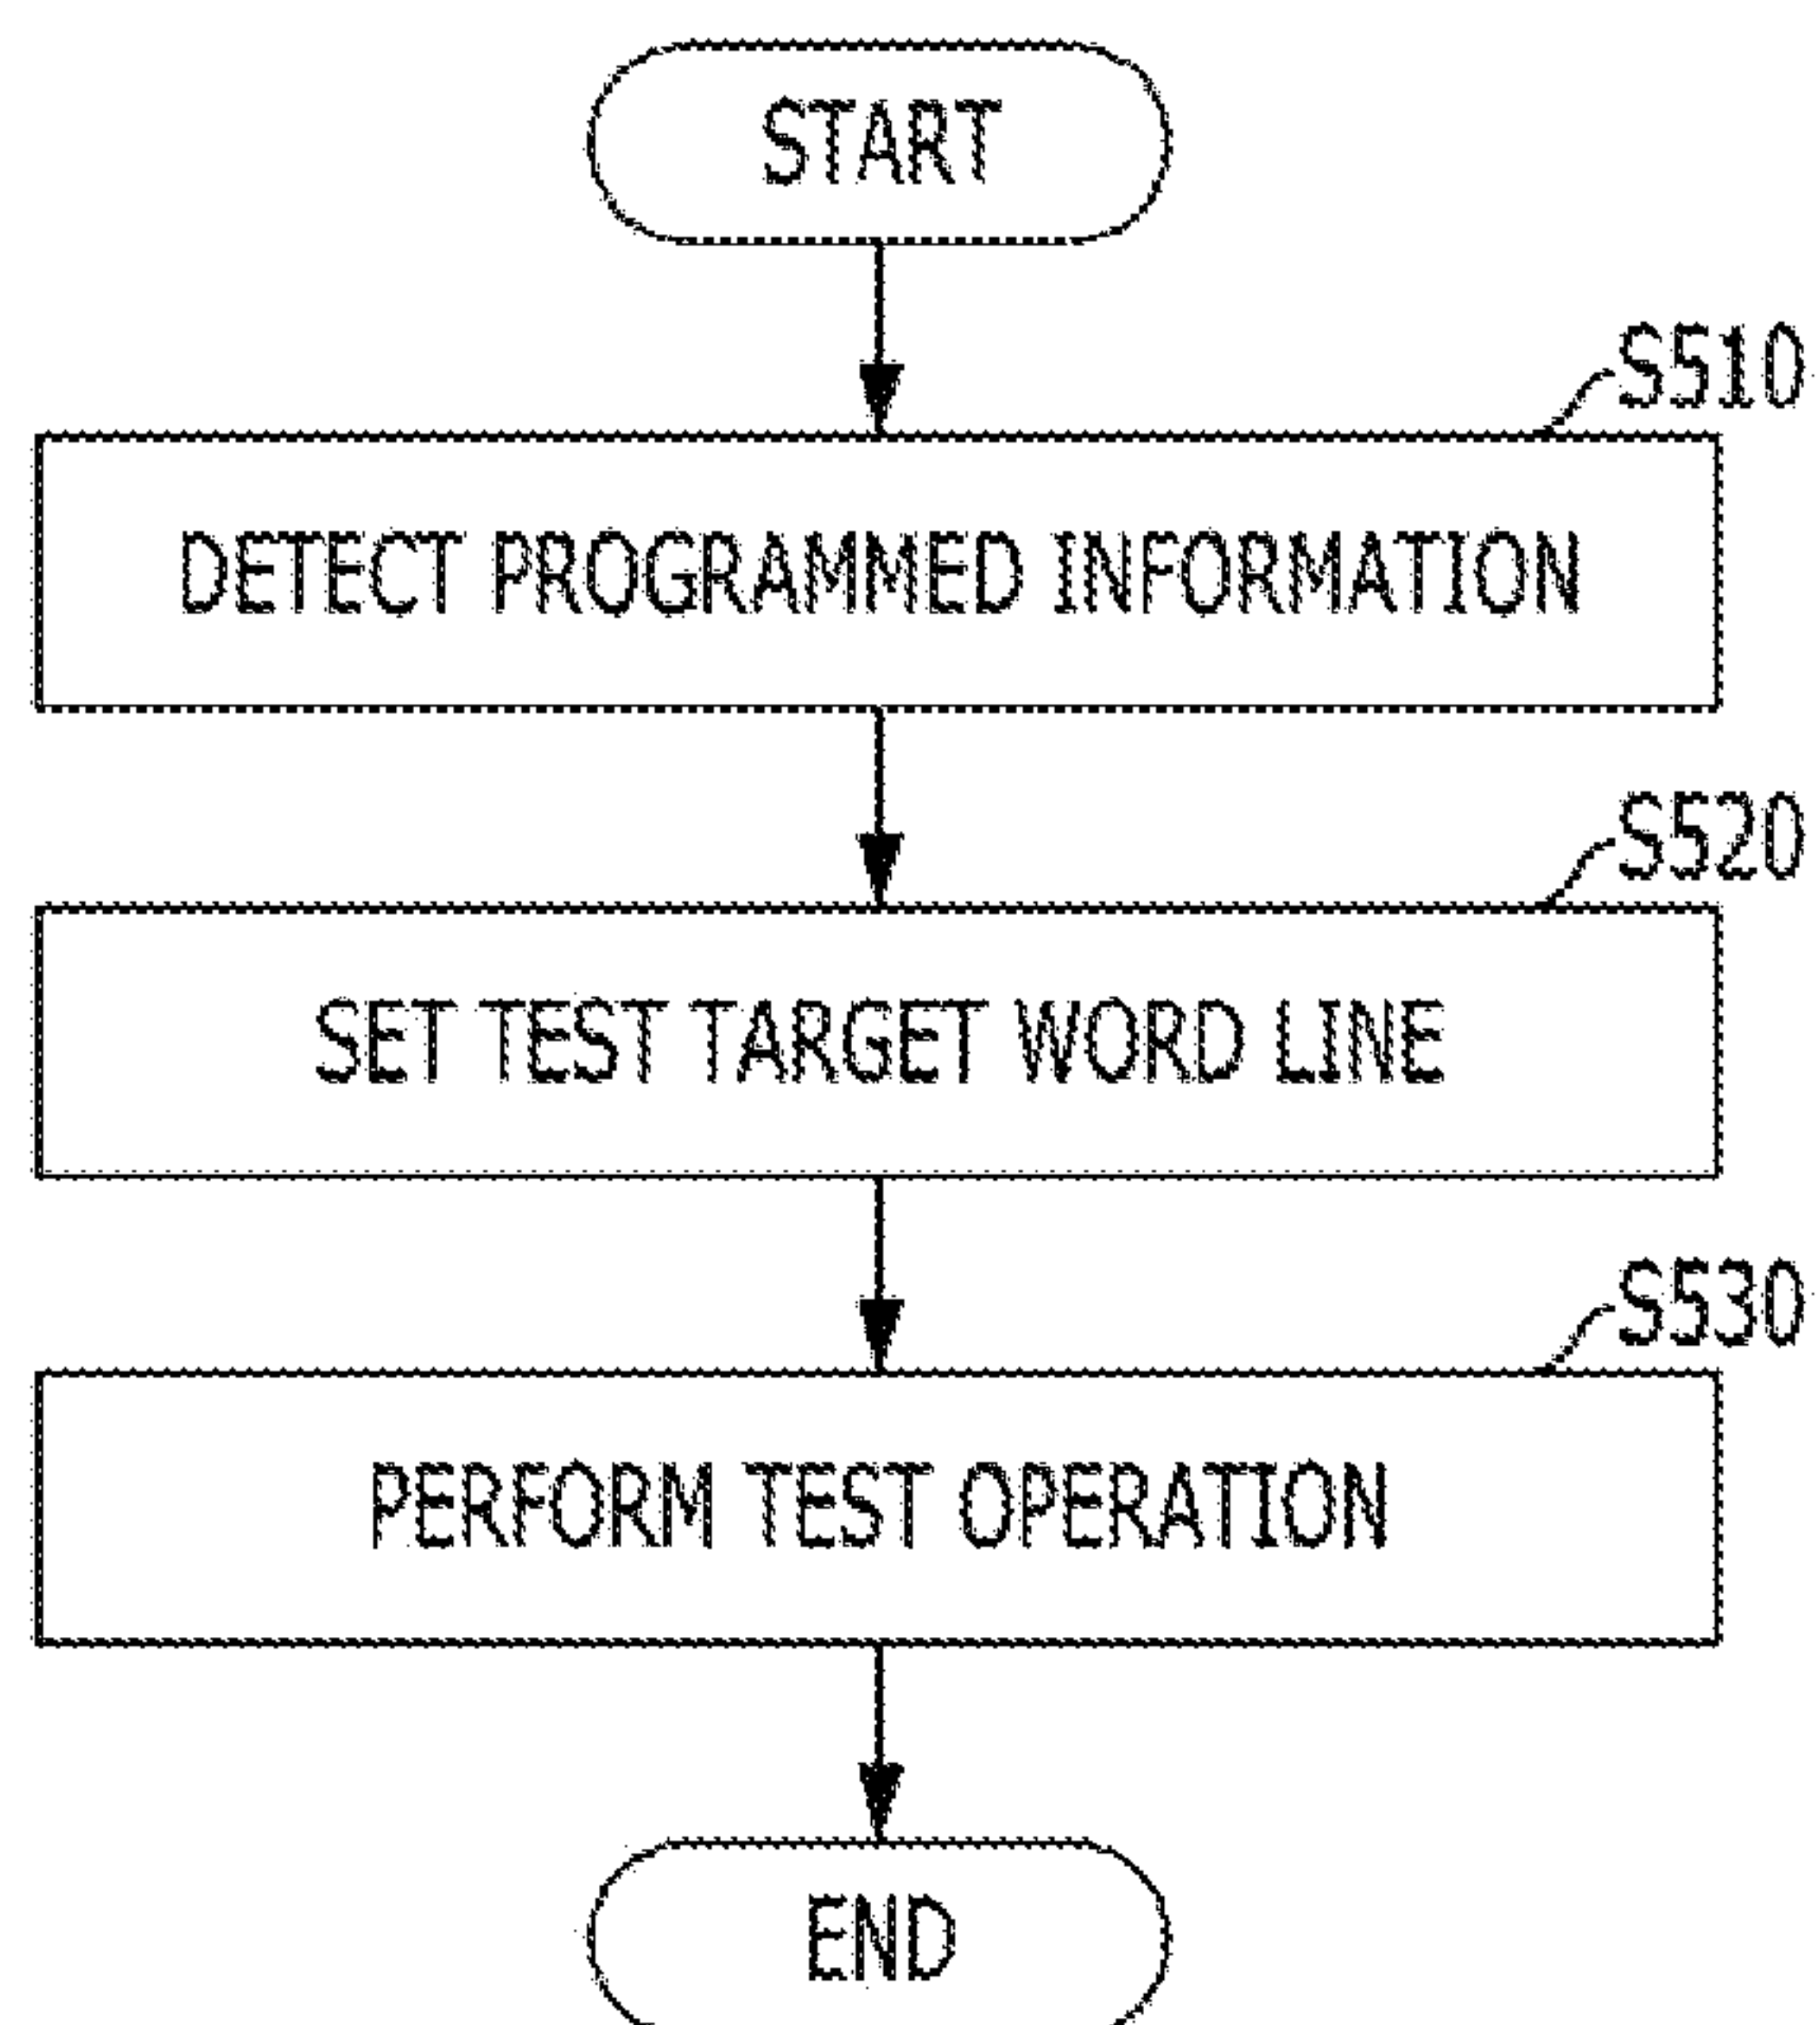 START
S510
DETECT PROGRAMMED INFORMATION
S520
SET TEST TARGET WORD LINE
S530
PERFORM TEST OPERATION
END